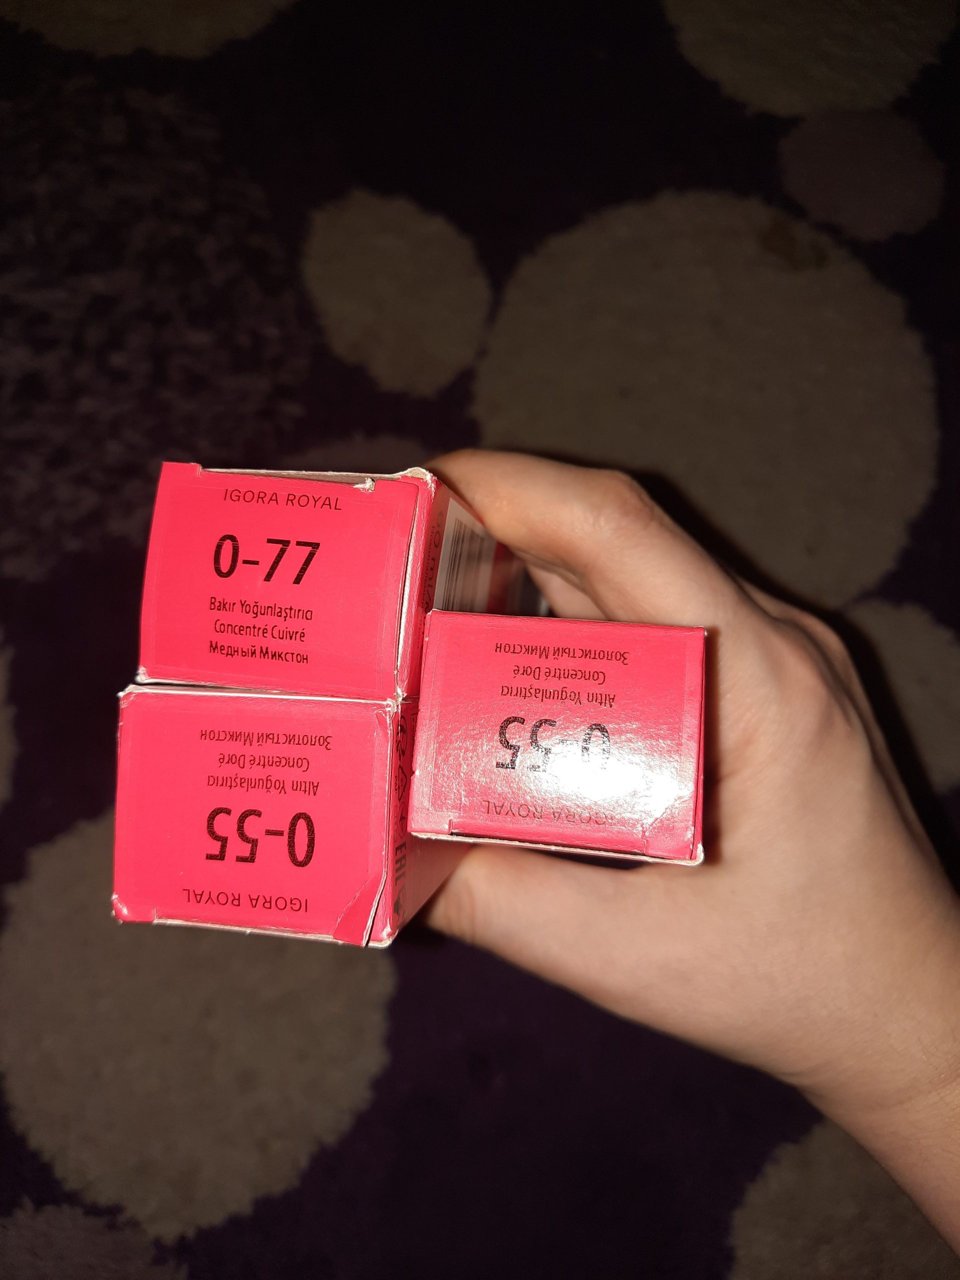 IGORA ROYAL
0-77
Bakır Yoğunlaştırıcı
Concentré Cuivré
Медный Микстон
IGORA ROYAL
0-55
Altın Yoğunlaştırıcı
Concentré Doré
Золотистый Микстон
IGORA ROYAL
0-55
Altın Yoğunlaştırıcı
Concentré Doré
Золотистый Микстон